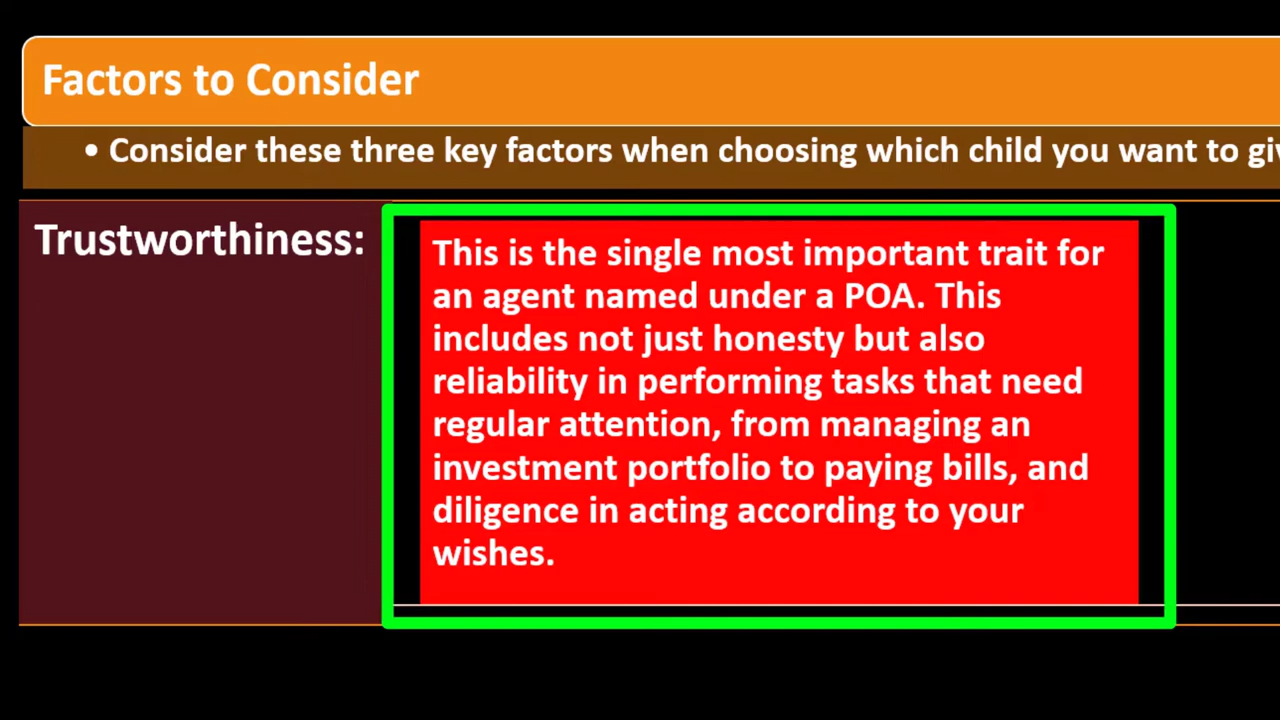 Factors to Consider
• Consider these three key factors when choosing which child you want to
Trustworthiness:
This is the single most important trait for
an agent named under a POA. This
includes not just honesty but also
reliability in performing tasks that need
regular attention, from managing an
investment portfolio to paying bills, and
diligence in acting according to your
wishes.